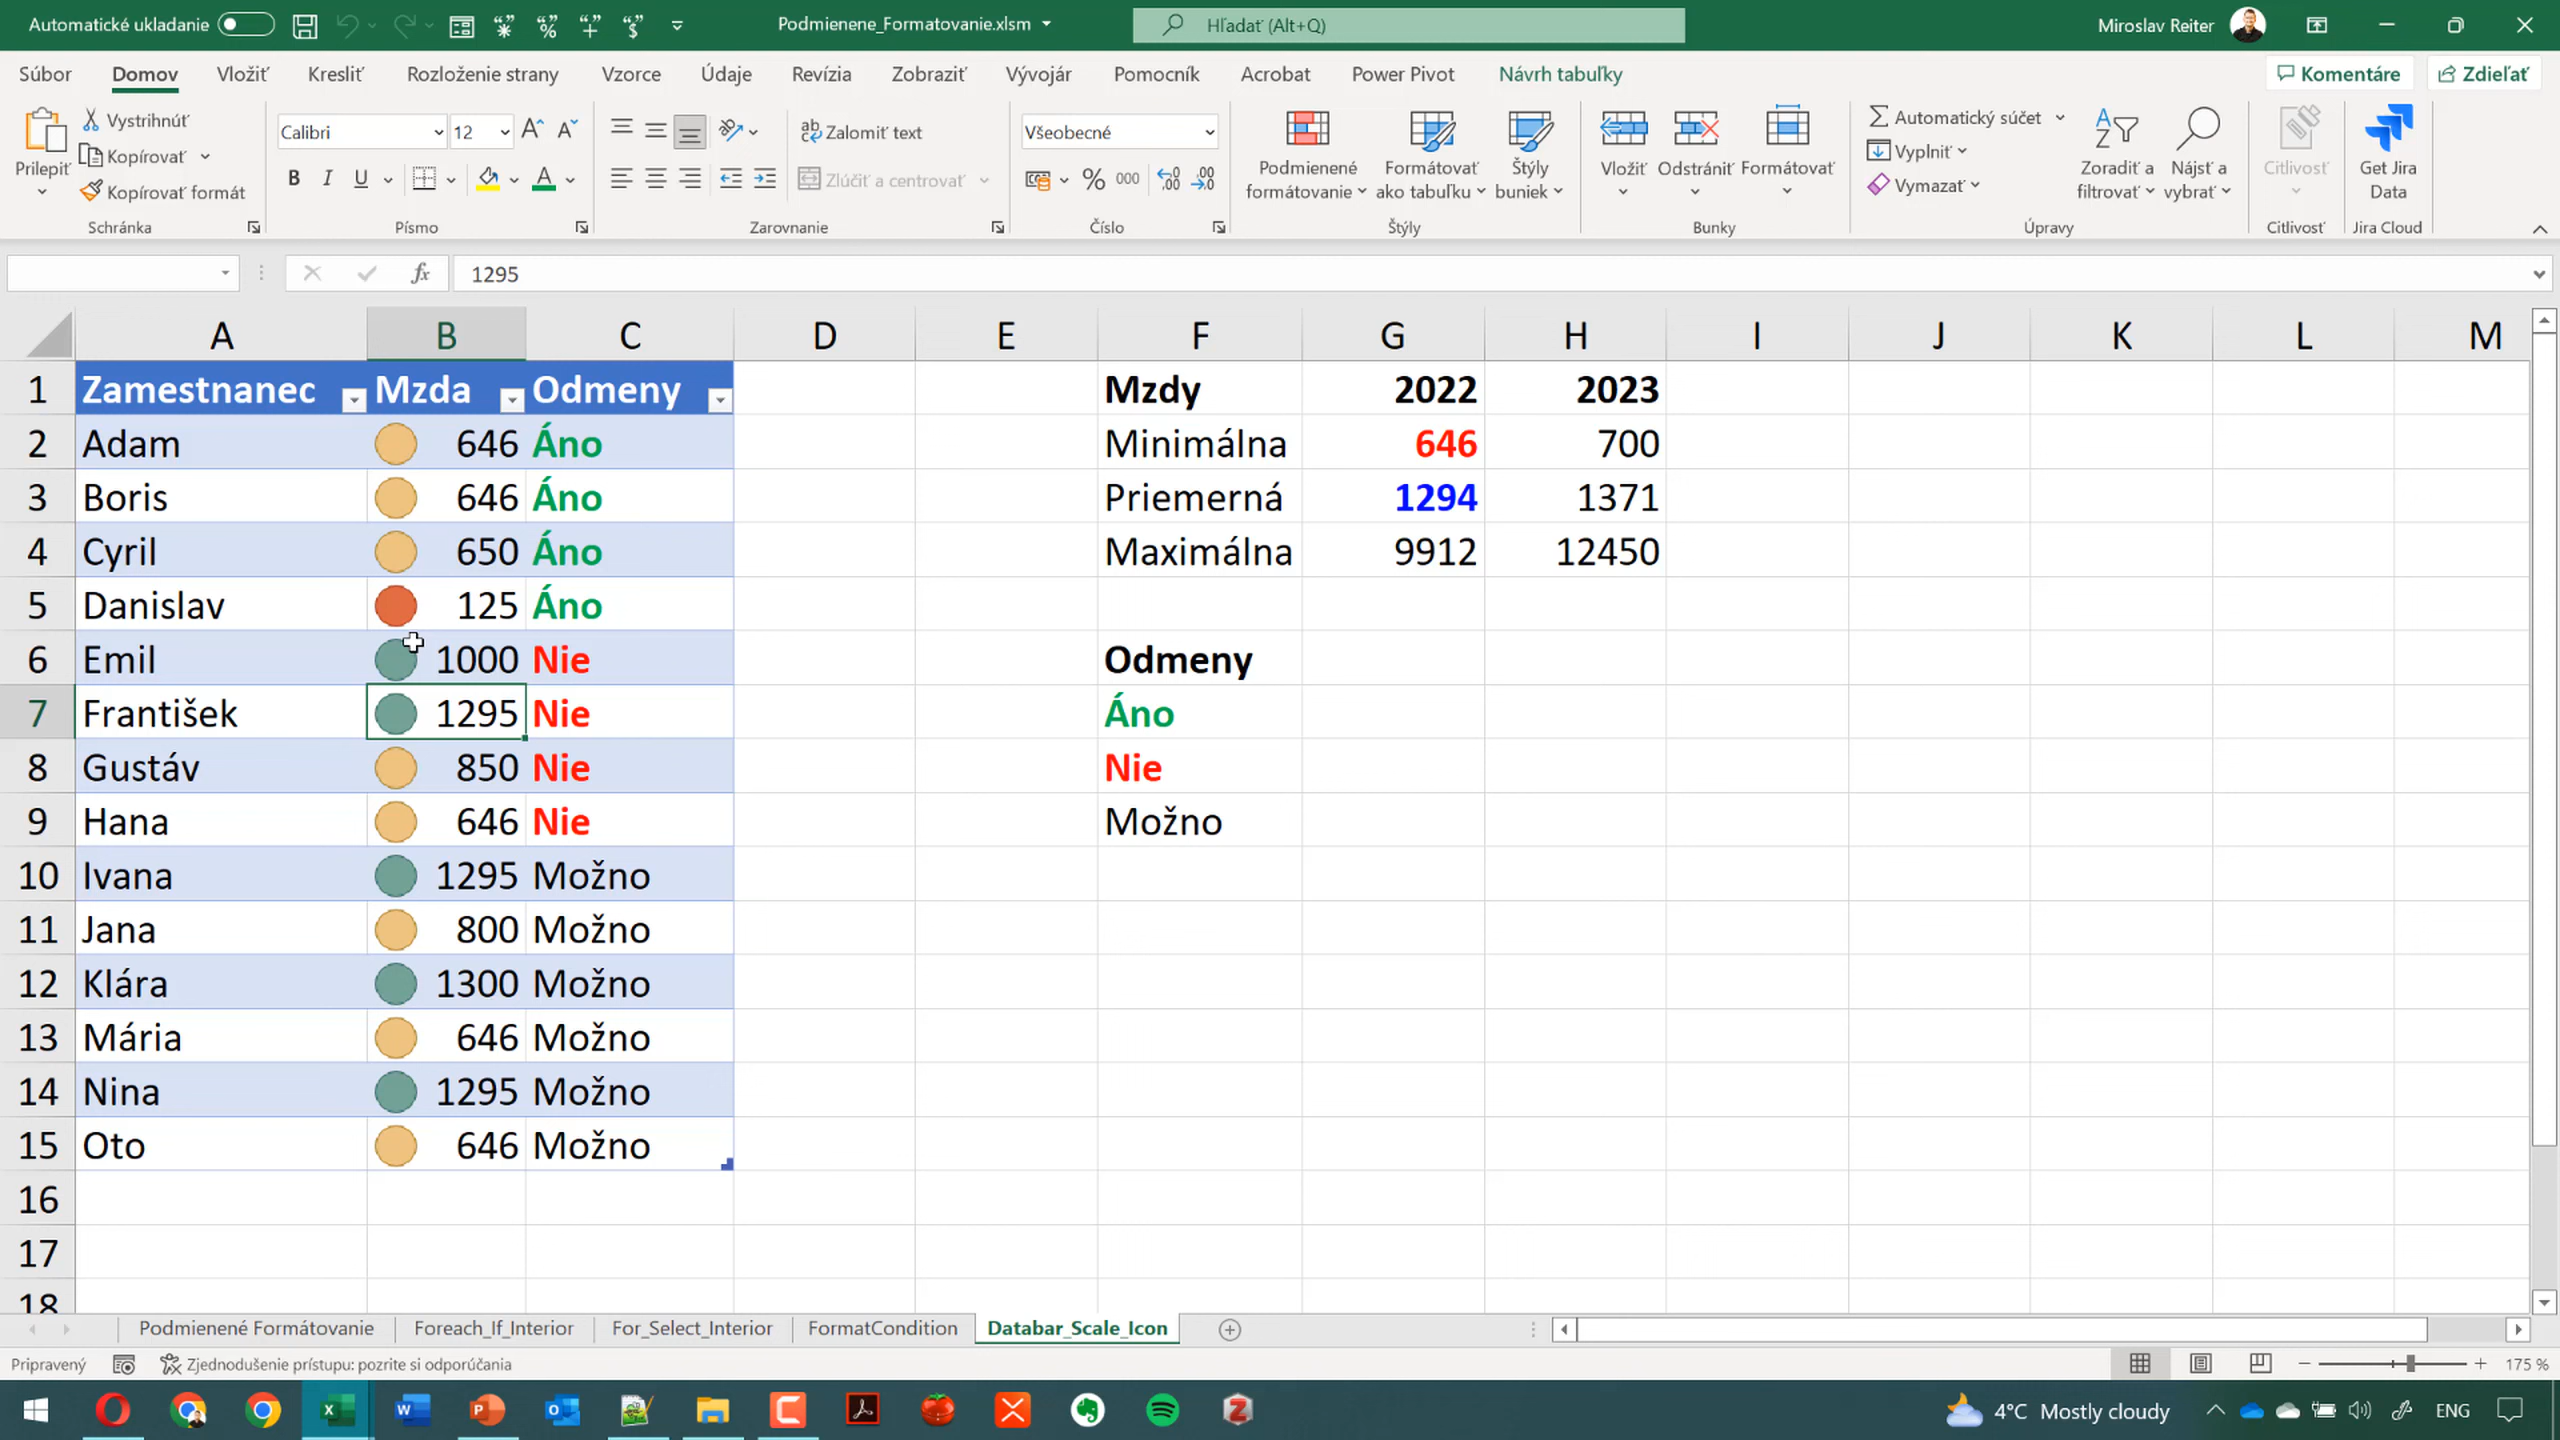 Automatické ukladanie
Podmienene_Formatovanie.xlsm
Hľadať (Alt+Q)
Miroslav Reiter
Súbor Domov Vložiť Kresliť Rozloženie strany Vzorce Údaje Revízia Zobraziť Vývojár Pomocník Acrobat Power Pivot Návrh tabuľky Komentáre Zdieľať
Prilepiť
Vystrihnúť
Kopírovať
Kopírovať formát
Schránka
Calibri 12
B I U
Písmo
Zalomiť text
Zlúčiť a centrovať
Zarovnanie
Všeobecné
% 000
Číslo
Podmienené formátovanie
Formátovať ako tabuľku
Štýly buniek
Štýly
Vložiť Odstrániť Formátovať
Bunky
Automatický súčet
Vyplniť
Vymazať
Zoradiť a filtrovať
Nájsť a vybrať
Úpravy
Citlivosť
Citlivosť
Get Jira Data
Jira Cloud
fx 1295
A B C D E F G H I J K L M
1 Zamestnanec Mzda Odmeny Mzdy 2022 2023
2 Adam 646 Áno Minimálna 646 700
3 Boris 646 Áno Priemerná 1294 1371
4 Cyril 650 Áno Maximálna 9912 12450
5 Danislav 125 Áno
6 Emil 1000 Nie Odmeny
7 František 1295 Nie Áno
8 Gustáv 850 Nie Nie
9 Hana 646 Nie Možno
10 Ivana 1295 Možno
11 Jana 800 Možno
12 Klára 1300 Možno
13 Mária 646 Možno
14 Nina 1295 Možno
15 Oto 646 Možno
16
17
18
Podmienené Formátovanie Foreach_If_Interior For_Select_Interior FormatCondition Databar_Scale_Icon
Pripravený Zjednodušenie prístupu: pozrite si odporúčania 175 %
4°C Mostly cloudy ENG